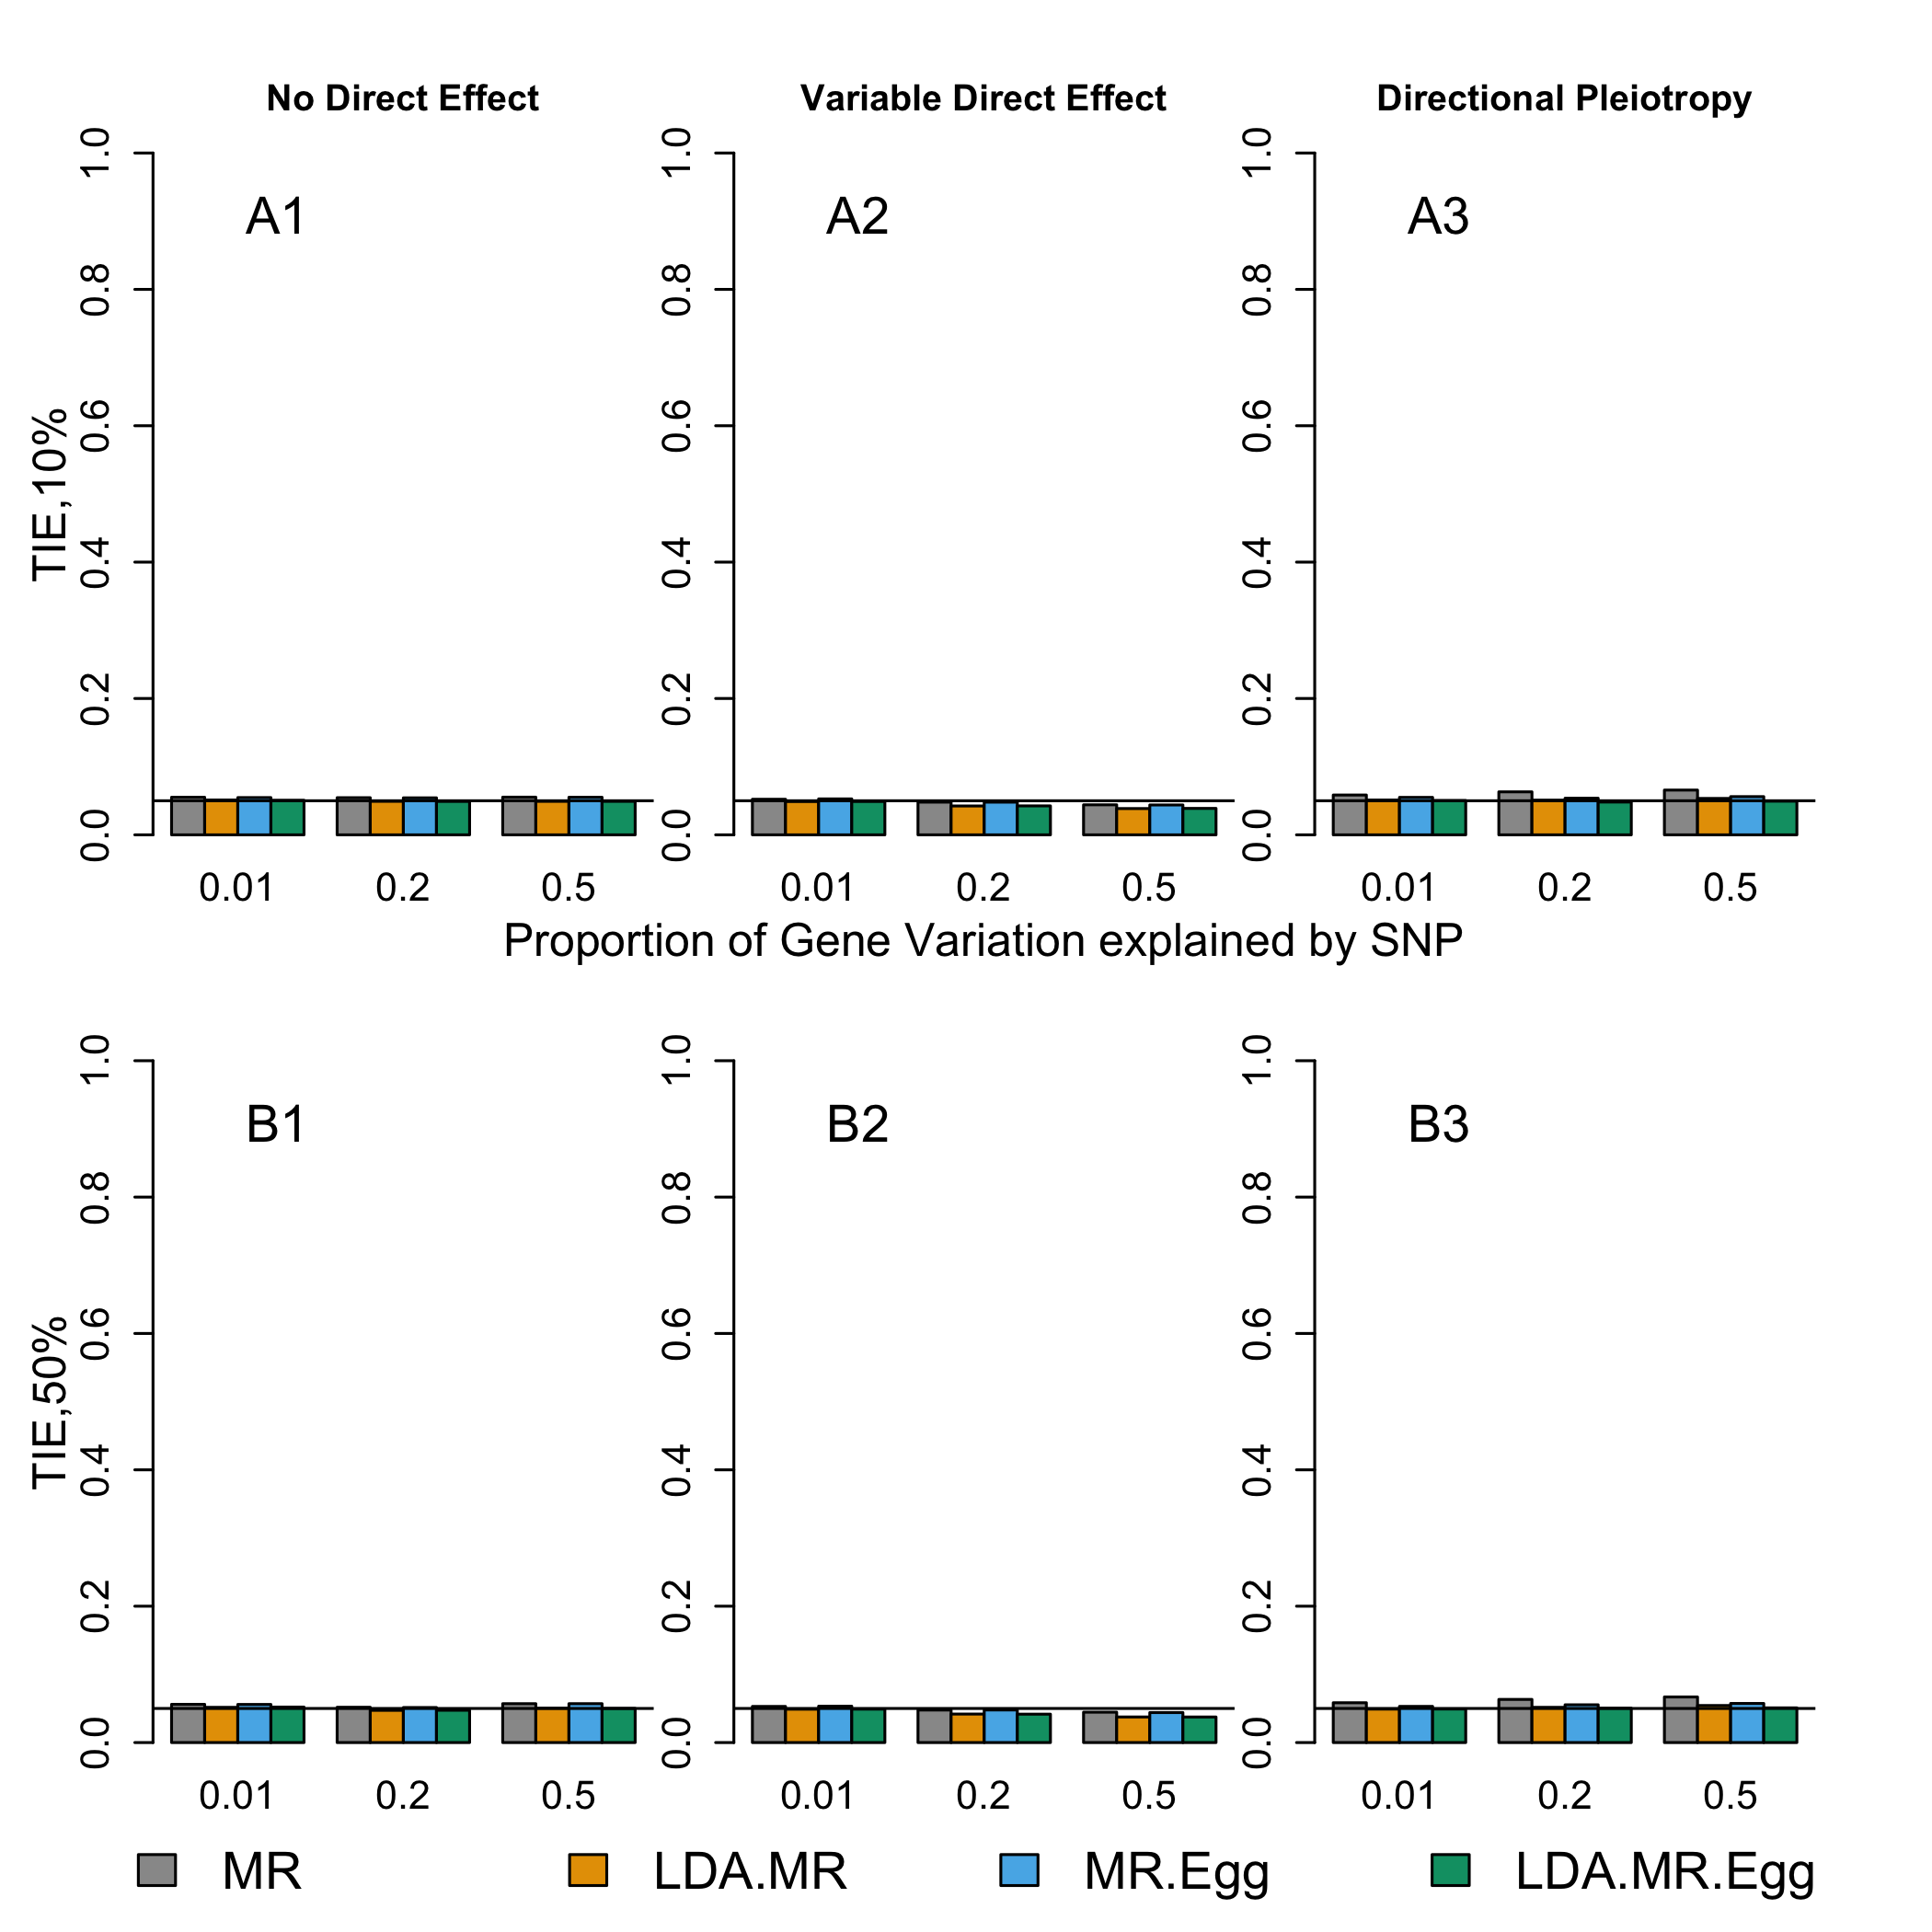 No Direct Effect Variable Direct Effect Directional Pleiotropy
TIE,10%
1.0 0.8 0.6 0.4 0.2 0.0
A1
0.01 0.2 0.5
1.0 0.8 0.6 0.4 0.2 0.0
A2
0.01 0.2 0.5
1.0 0.8 0.6 0.4 0.2 0.0
A3
0.01 0.2 0.5
Proportion of Gene Variation explained by SNP
TIE,50%
1.0 0.8 0.6 0.4 0.2 0.0
B1
0.01 0.2 0.5
1.0 0.8 0.6 0.4 0.2 0.0
B2
0.01 0.2 0.5
1.0 0.8 0.6 0.4 0.2 0.0
B3
0.01 0.2 0.5
MR LDA.MR MR.Egg LDA.MR.Egg